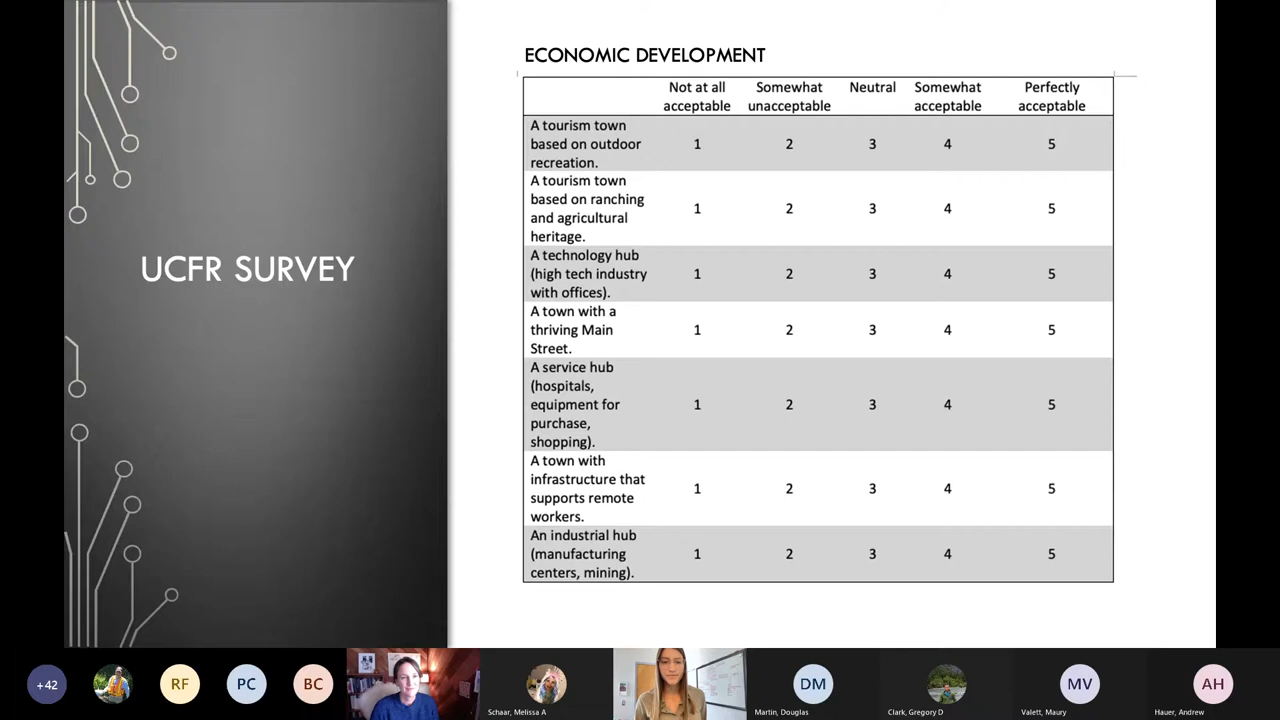 UCFR SURVEY
ECONOMIC DEVELOPMENT
Not at all acceptable Somewhat unacceptable Neutral Somewhat acceptable Perfectly acceptable
A tourism town
based on outdoor
recreation.
1 2 3 4 5
A tourism town
based on ranching
and agricultural
heritage.
1 2 3 4 5
A technology hub
(high tech industry
with offices).
1 2 3 4 5
A town with a
thriving Main
Street.
1 2 3 4 5
A service hub
(hospitals,
equipment for
purchase,
shopping).
1 2 3 4 5
A town with
infrastructure that
supports remote
workers.
1 2 3 4 5
An industrial hub
(manufacturing
centers, mining).
1 2 3 4 5
+42 RF PC BC DM MV AH
Schaar, Melissa A Martin, Douglas Clark, Gregory D Valett, Maury Hauer, Andrew